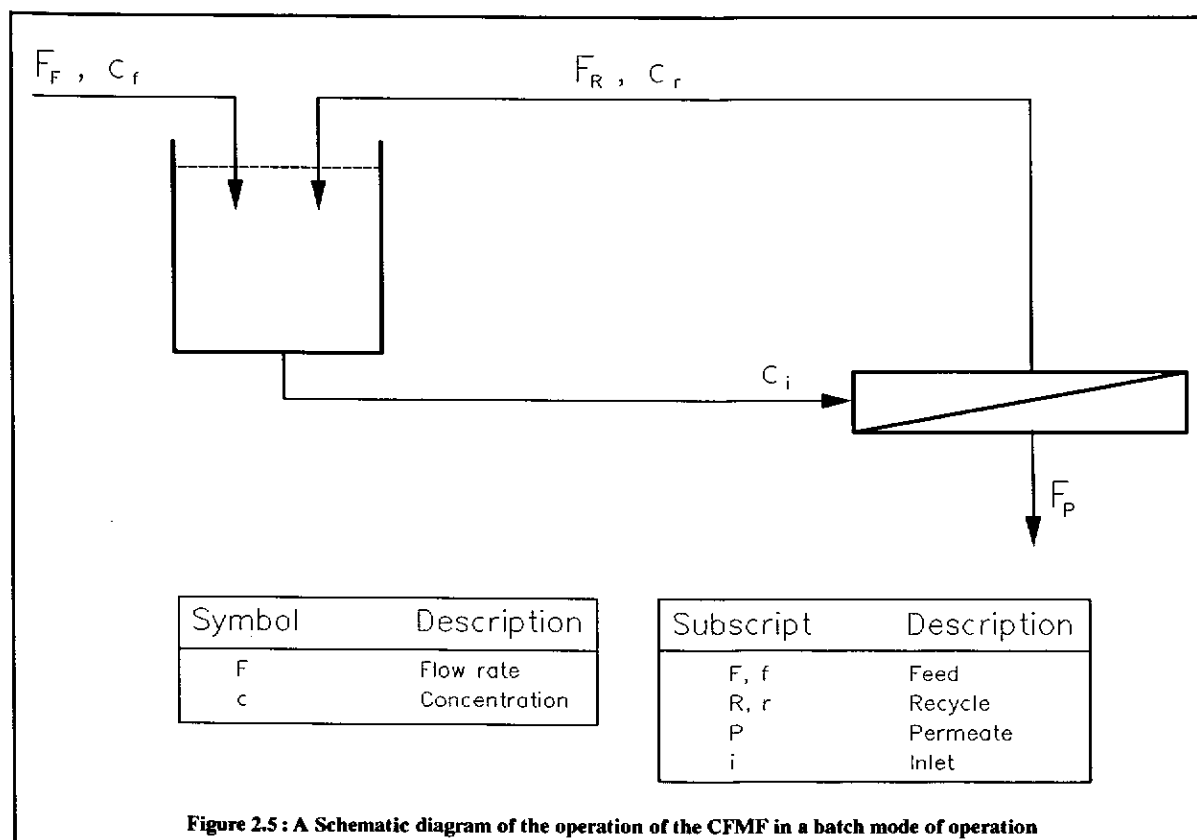 F_F , c_f
F_R , c_r
c_i
F_P
Symbol Description
F Flow rate
c Concentration
Subscript Description
F, f Feed
R, r Recycle
P Permeate
i Inlet
Figure 2.5 : A Schematic diagram of the operation of the CFMF in a batch mode of operation